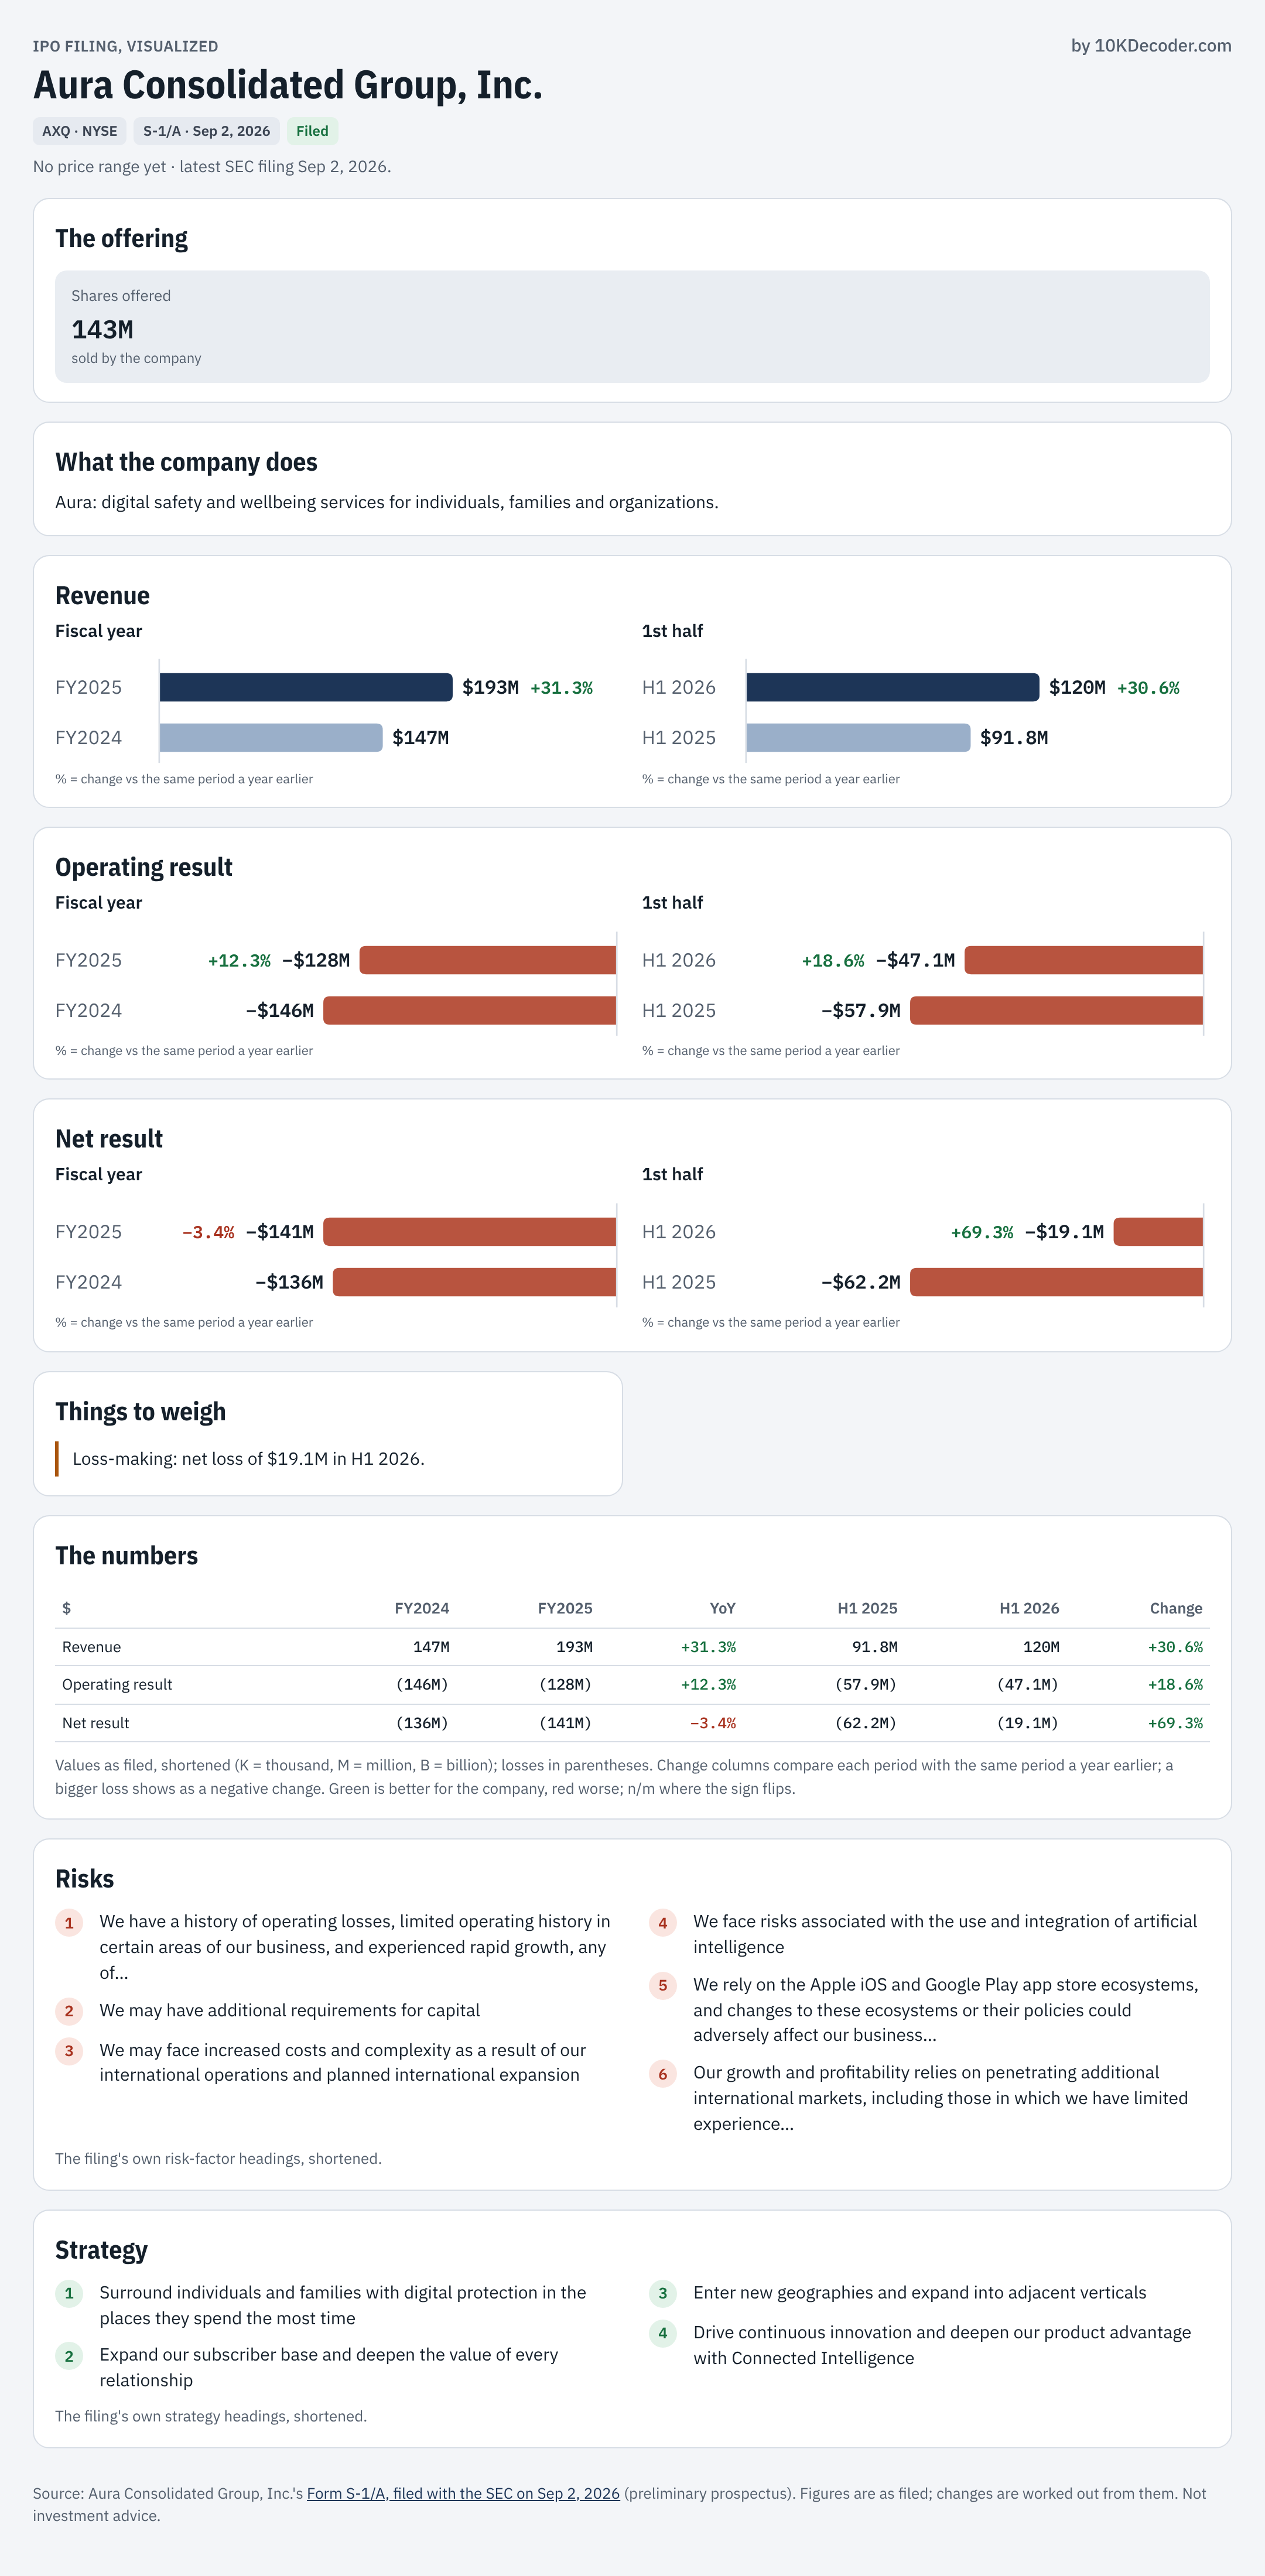 IPO FILING, VISUALIZED
by 10KDecoder.com
Aura Consolidated Group, Inc.
AXQ · NYSE
S-1/A · Sep 2, 2026
Filed
No price range yet · latest SEC filing Sep 2, 2026.
The offering
Shares offered
143M
sold by the company
What the company does
Aura: digital safety and wellbeing services for individuals, families and organizations.
Revenue
Fiscal year
FY2025 $193M +31.3%
FY2024 $147M
% = change vs the same period a year earlier
1st half
H1 2026 $120M +30.6%
H1 2025 $91.8M
% = change vs the same period a year earlier
Operating result
Fiscal year
FY2025 +12.3% −$128M
FY2024 −$146M
% = change vs the same period a year earlier
1st half
H1 2026 +18.6% −$47.1M
H1 2025 −$57.9M
% = change vs the same period a year earlier
Net result
Fiscal year
FY2025 −3.4% −$141M
FY2024 −$136M
% = change vs the same period a year earlier
1st half
H1 2026 +69.3% −$19.1M
H1 2025 −$62.2M
% = change vs the same period a year earlier
Things to weigh
Loss-making: net loss of $19.1M in H1 2026.
The numbers
$ FY2024 FY2025 YoY H1 2025 H1 2026 Change
Revenue 147M 193M +31.3% 91.8M 120M +30.6%
Operating result (146M) (128M) +12.3% (57.9M) (47.1M) +18.6%
Net result (136M) (141M) −3.4% (62.2M) (19.1M) +69.3%
Values as filed, shortened (K = thousand, M = million, B = billion); losses in parentheses. Change columns compare each period with the same period a year earlier; a
bigger loss shows as a negative change. Green is better for the company, red worse; n/m where the sign flips.
Risks
1 We have a history of operating losses, limited operating history in
certain areas of our business, and experienced rapid growth, any
of…
2 We may have additional requirements for capital
3 We may face increased costs and complexity as a result of our
international operations and planned international expansion
4 We face risks associated with the use and integration of artificial
intelligence
5 We rely on the Apple iOS and Google Play app store ecosystems,
and changes to these ecosystems or their policies could
adversely affect our business…
6 Our growth and profitability relies on penetrating additional
international markets, including those in which we have limited
experience…
The filing's own risk-factor headings, shortened.
Strategy
1 Surround individuals and families with digital protection in the
places they spend the most time
2 Expand our subscriber base and deepen the value of every
relationship
3 Enter new geographies and expand into adjacent verticals
4 Drive continuous innovation and deepen our product advantage
with Connected Intelligence
The filing's own strategy headings, shortened.
Source: Aura Consolidated Group, Inc.'s Form S-1/A, filed with the SEC on Sep 2, 2026 (preliminary prospectus). Figures are as filed; changes are worked out from them. Not
investment advice.